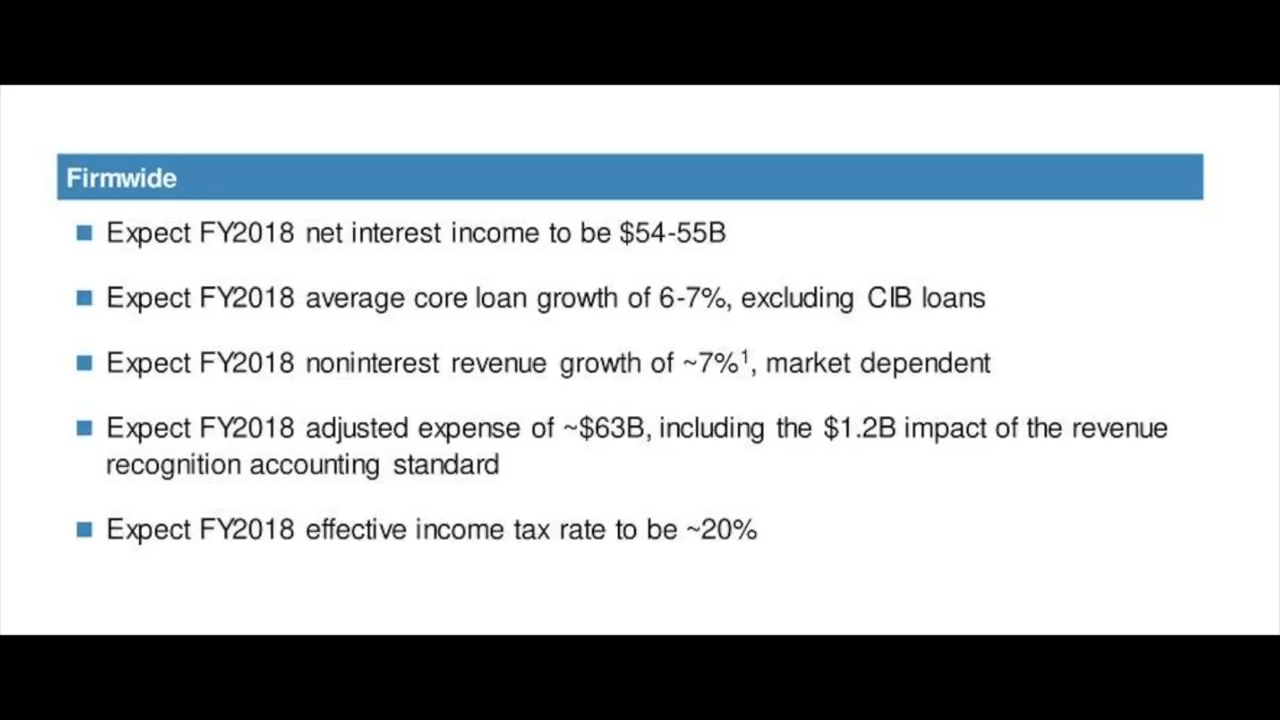 Firmwide
Expect FY2018 net interest income to be $54-55B
Expect FY2018 average core loan growth of 6-7%, excluding CIB loans
Expect FY2018 noninterest revenue growth of ~7%¹, market dependent
Expect FY2018 adjusted expense of ~$63B, including the $1.2B impact of the revenue
recognition accounting standard
Expect FY2018 effective income tax rate to be ~20%